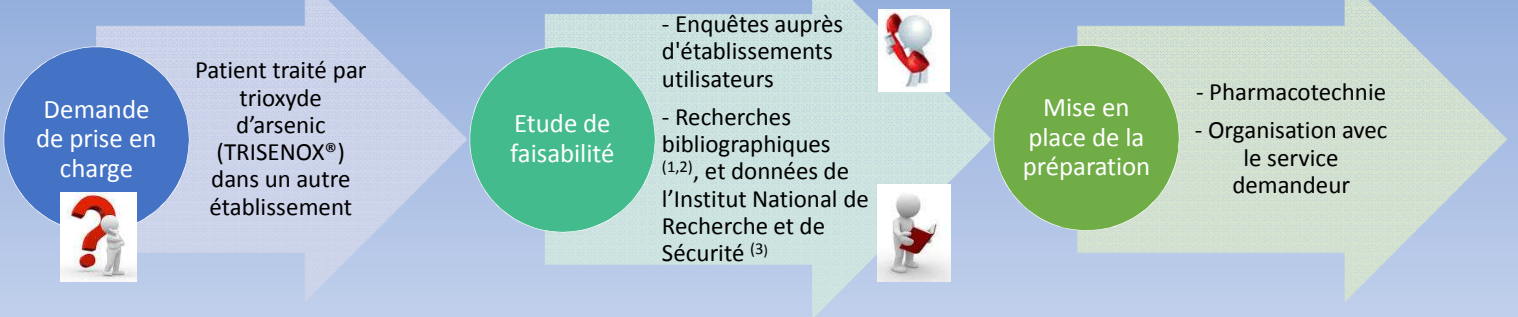 Demande
de prise en
charge
Patient traité par
trioxyde
d’arsenic
(TRISENOX®)
dans un autre
établissement
Etude de
faisabilité
- Enquêtes auprès
d'établissements
utilisateurs
- Recherches
bibliographiques
(1,2), et données de
l’Institut National de
Recherche et de
Sécurité (3)
Mise en
place de la
préparation
- Pharmacotechnie
- Organisation avec
le service
demandeur